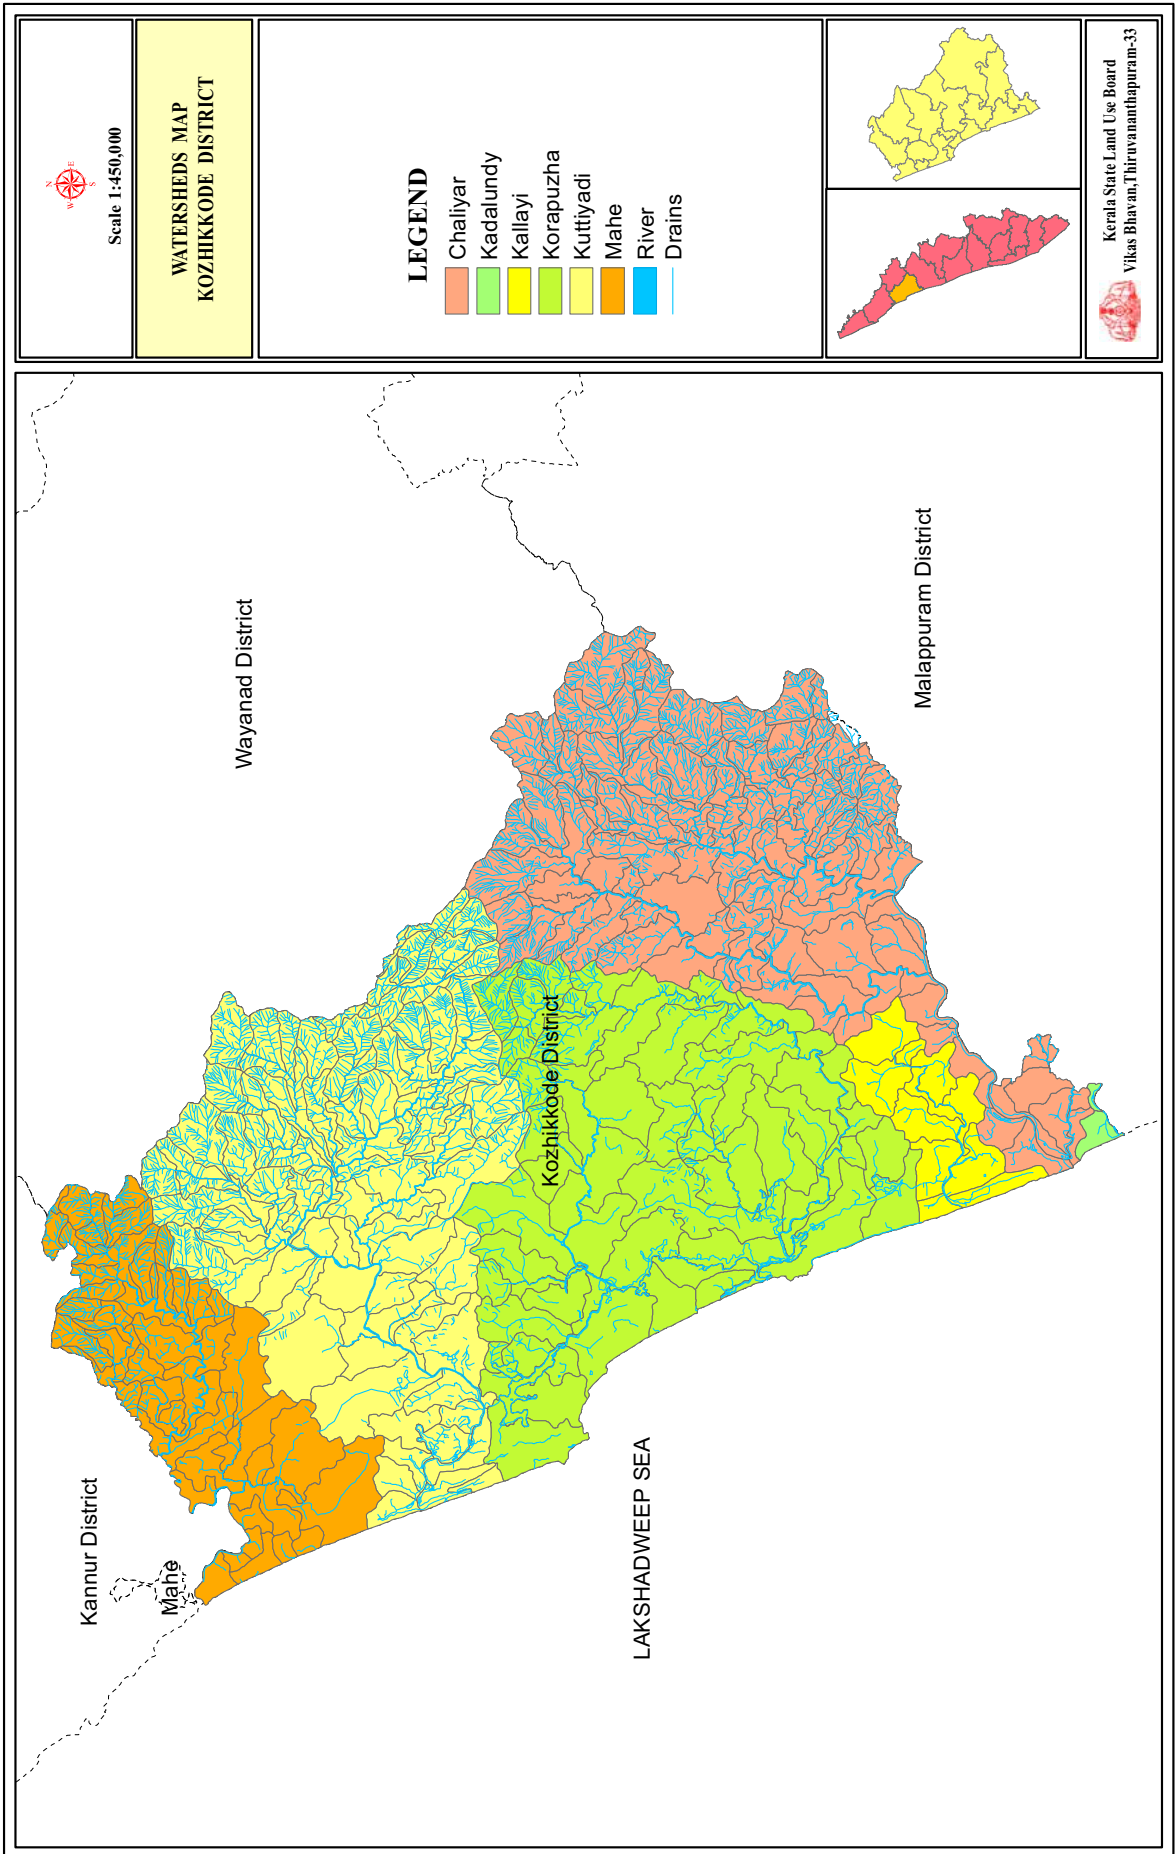 N
W
E
S
Scale 1:450,000
WATERSHEDS MAP
KOZHIKKODE DISTRICT
LEGEND
Chaliyar
Kadalundy
Kallayi
Korapuzha
Kuttiyadi
Mahe
River
Drains
Kerala State Land Use Board
Vikas Bhavan,Thiruvananthapuram-33
Kannur District
Mahe
Wayanad District
Kozhikkode District
LAKSHADWEEP SEA
Malappuram District